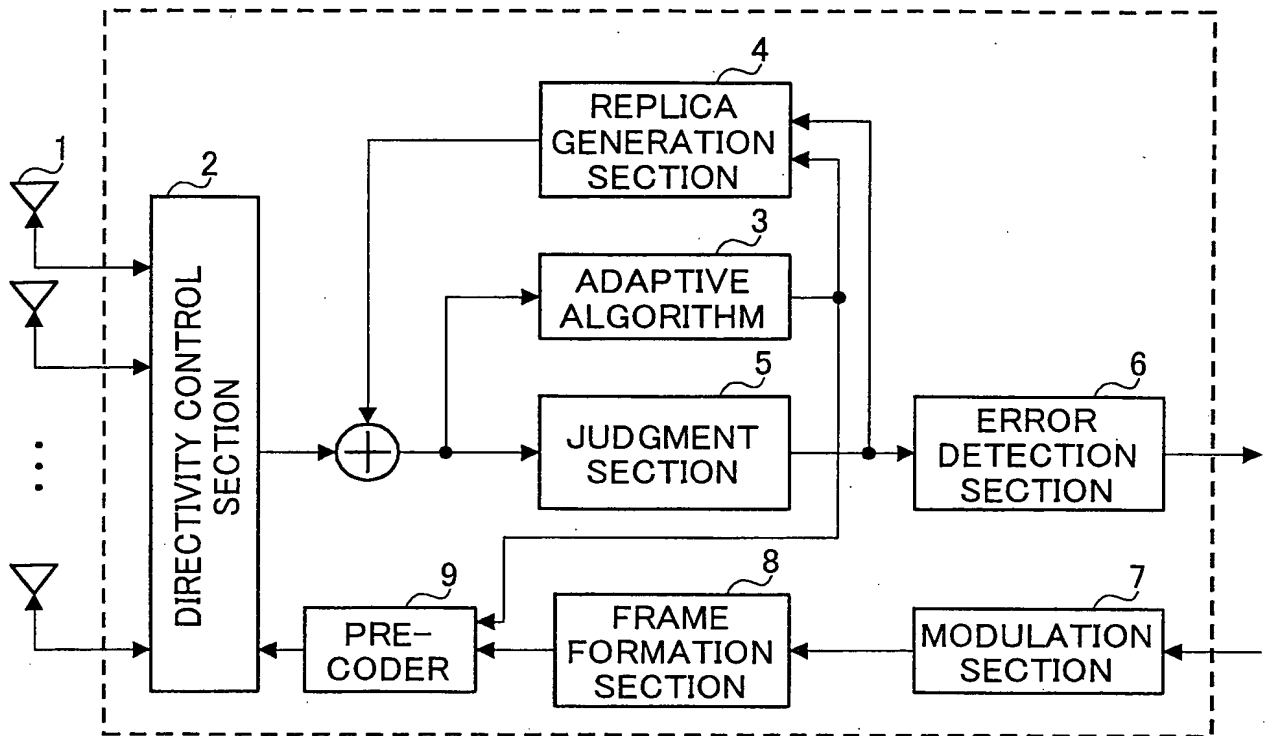 4
REPLICA
GENERATION
SECTION
1
2
DIRECTIVITY CONTROL
SECTION
3
ADAPTIVE
ALGORITHM
5
JUDGMENT
SECTION
6
ERROR
DETECTION
SECTION
9
PRE-
CODER
8
FRAME
FORMATION
SECTION
7
MODULATION
SECTION